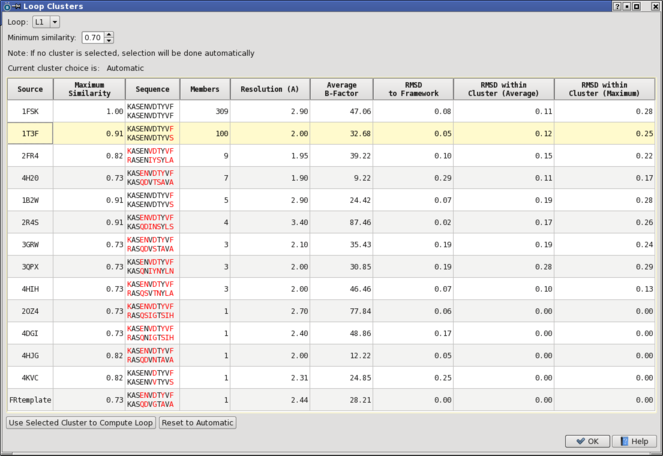 Loop Clusters
Loop: L1
Minimum similarity: 0.70
Note: If no cluster is selected, selection will be done automatically
Current cluster choice is: Automatic
Source Maximum Similarity Sequence Members Resolution (A) Average B-Factor RMSD to Framework RMSD within Cluster (Average) RMSD within Cluster (Maximum)
1FSK 1.00 KASENVDTYVF KASENVDTYVF 309 2.90 47.06 0.08 0.11 0.28
1T3F 0.91 KASENVDTYVF KASENVDTYVS 100 2.00 32.68 0.05 0.12 0.25
2FR4 0.82 KASENVDTYVF RASENIYSYLA 9 1.95 39.22 0.10 0.15 0.22
4H20 0.73 KASENVDTYVF KASQDVTSAVA 7 1.90 9.22 0.29 0.11 0.17
1B2W 0.91 KASENVDTYVF KASENVDTYVS 5 2.90 24.42 0.07 0.19 0.28
2R4S 0.91 KASENVDTYVF KASQDINSYLS 4 3.40 87.46 0.02 0.17 0.26
3GRW 0.73 KASENVDTYVF RASQDVSTAVA 3 2.10 35.43 0.19 0.19 0.24
3QPX 0.73 KASENVDTYVF KASQNIYNYLN 3 2.00 30.85 0.19 0.28 0.29
4HIH 0.73 KASENVDTYVF RASQSVTNYLA 3 2.00 46.46 0.07 0.10 0.13
2OZ4 0.73 KASENVDTYVF RASQSIGTSIH 1 2.70 77.84 0.06 0.00 0.00
4DGI 0.73 KASENVDTYVF RASQNIGTSIH 1 2.40 48.86 0.17 0.00 0.00
4HJG 0.82 KASENVDTYVF RASQDVNTAVA 1 2.00 12.22 0.05 0.00 0.00
4KVC 0.82 KASENVDTYVF KASENVVTYVS 1 2.31 24.85 0.25 0.00 0.00
FRtemplate 0.73 KASENVDTYVF KASQDVGTAVA 1 2.44 28.21 0.00 0.00 0.00
Use Selected Cluster to Compute Loop Reset to Automatic
OK Help